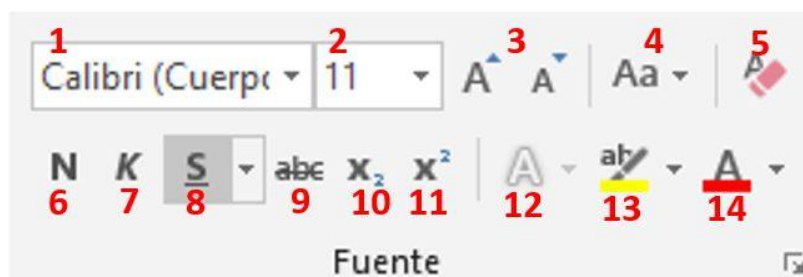 1 2 3 4 5
Calibri (Cuerpo 11 A A Aa A
N K S abc X₂ X² A ab A
6 7 8 9 10 11 12 13 14
Fuente